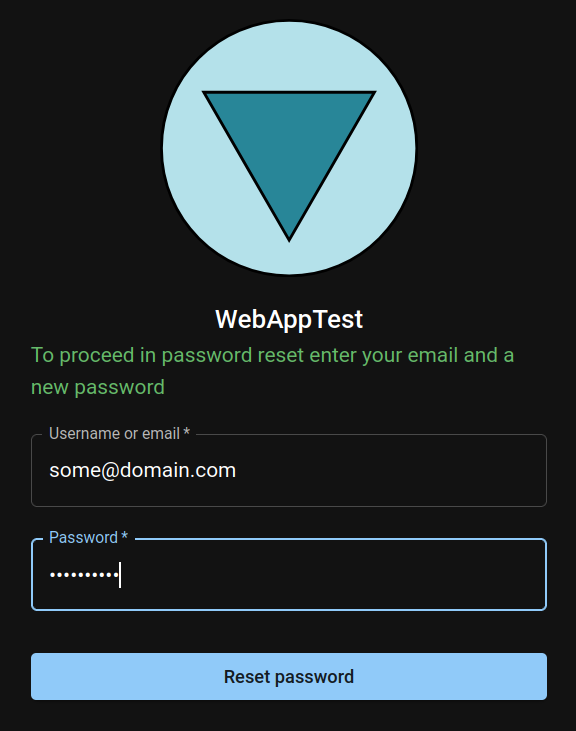 WebAppTest
To proceed in password reset enter your email and a
new password
Username or email *
some@domain.com
Password *
••••••••••
Reset password